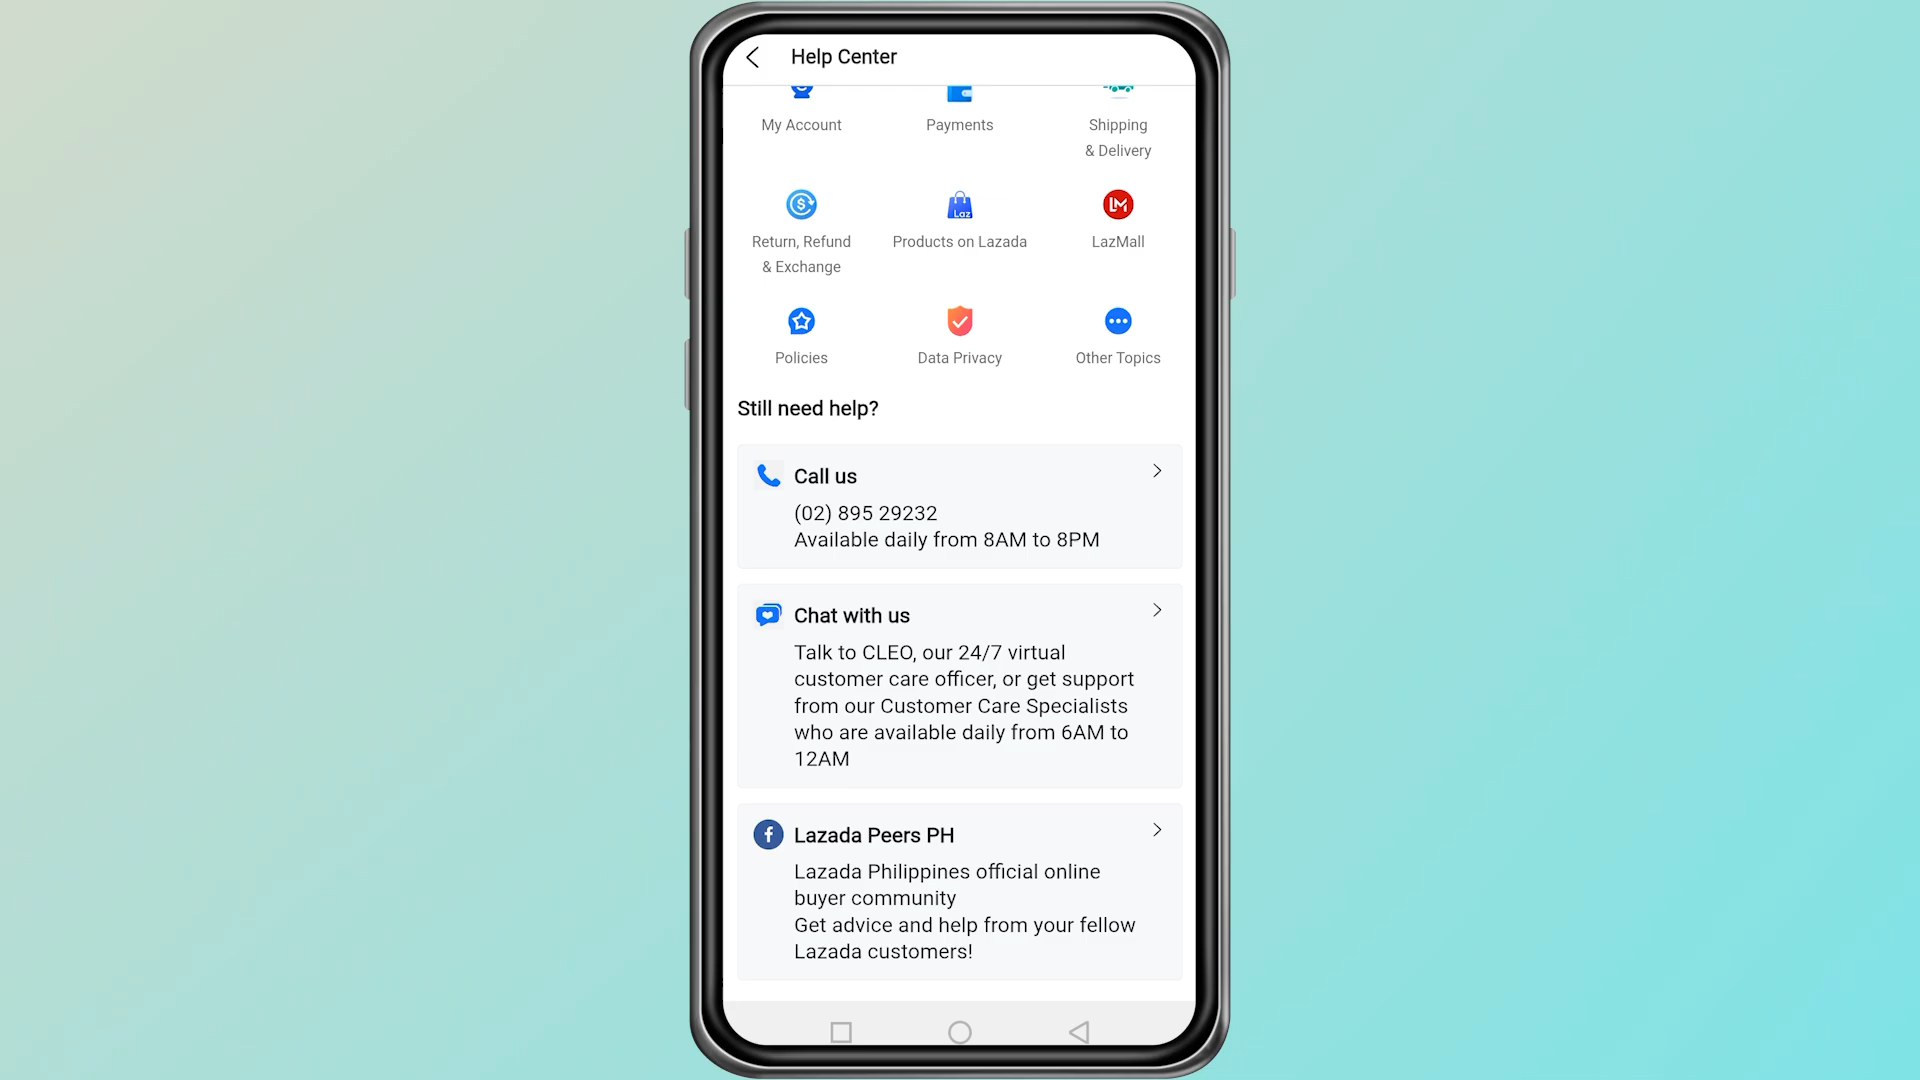 Help Center
My Account
Payments
Shipping
& Delivery
Return, Refund
& Exchange
Laz
Products on Lazada
LM
LazMall
Policies
Data Privacy
Other Topics
Still need help?
Call us
(02) 895 29232
Available daily from 8AM to 8PM
Chat with us
Talk to CLEO, our 24/7 virtual
customer care officer, or get support
from our Customer Care Specialists
who are available daily from 6AM to
12AM
Lazada Peers PH
Lazada Philippines official online
buyer community
Get advice and help from your fellow
Lazada customers!